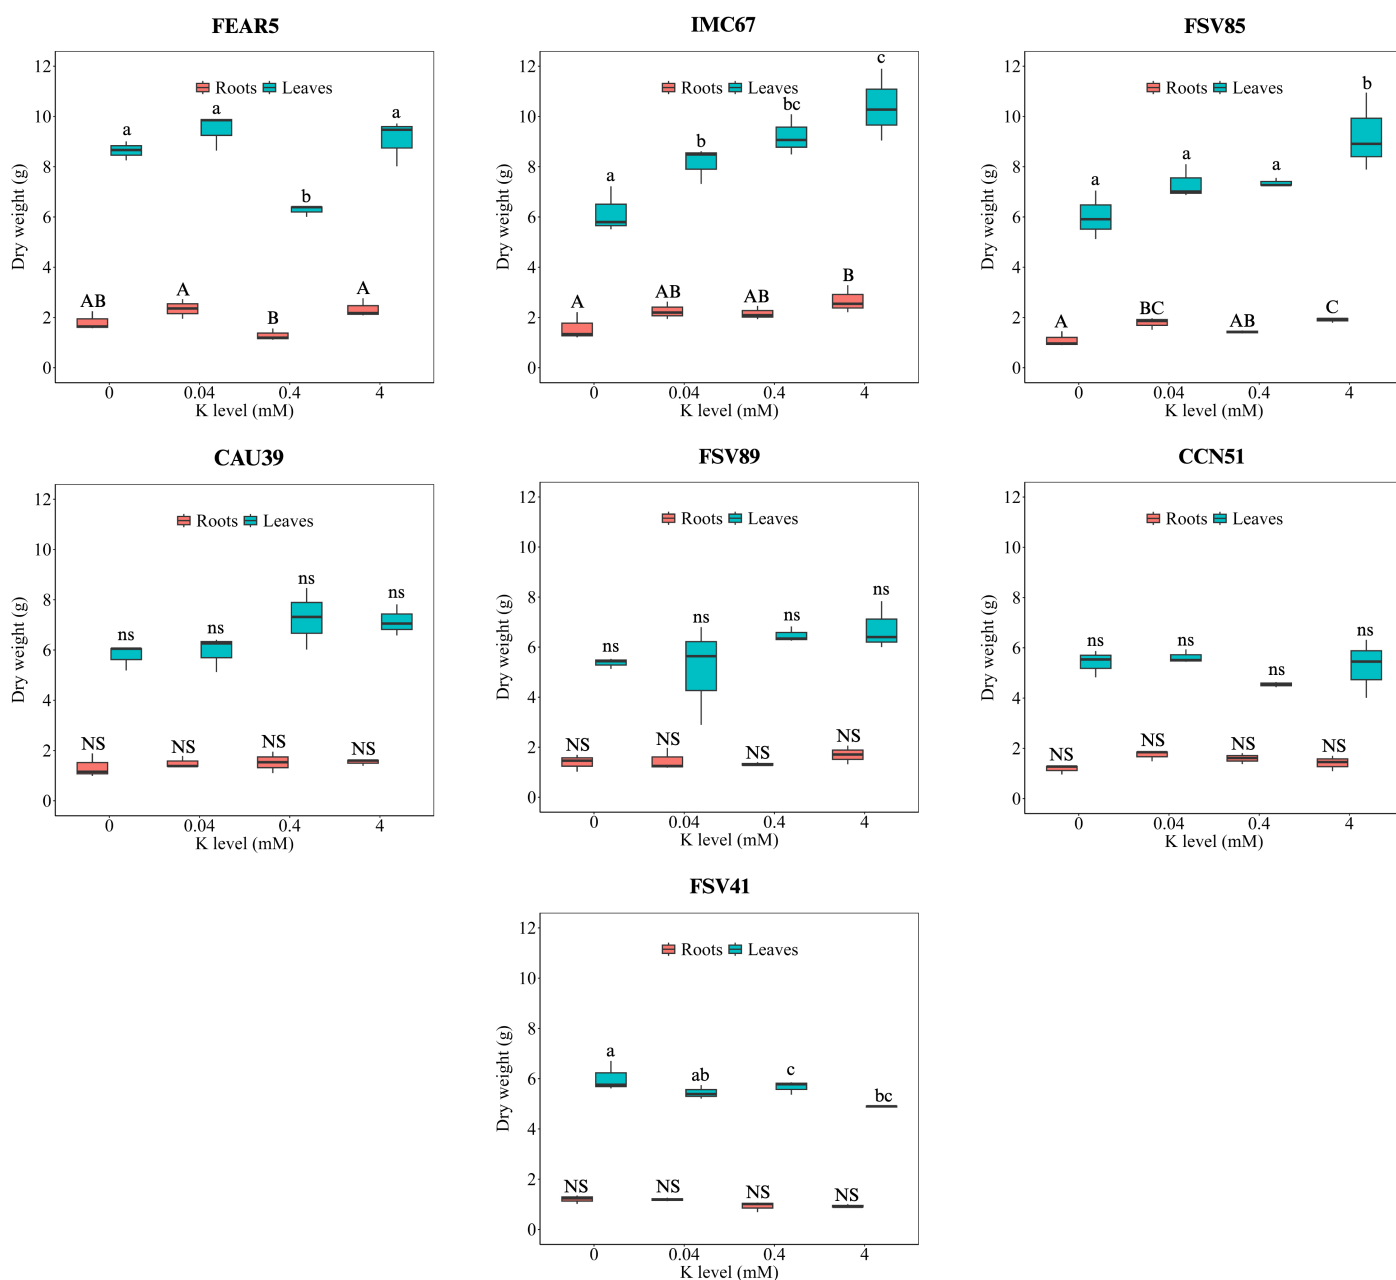 FEAR5
Roots Leaves
Dry weight (g)
12
10
8
6
4
2
0
a
a
b
a
AB
A
B
A
0 0.04 0.4 4
K level (mM)
IMC67
Roots Leaves
Dry weight (g)
12
10
8
6
4
2
0
a
b
bc
c
A
AB
AB
B
0 0.04 0.4 4
K level (mM)
FSV85
Roots Leaves
Dry weight (g)
12
10
8
6
4
2
0
a
a
a
b
A
BC
AB
C
0 0.04 0.4 4
K level (mM)
CAU39
Roots Leaves
Dry weight (g)
12
10
8
6
4
2
0
ns
ns
ns
ns
NS
NS
NS
NS
0 0.04 0.4 4
K level (mM)
FSV89
Roots Leaves
Dry weight (g)
12
10
8
6
4
2
0
ns
ns
ns
ns
NS
NS
NS
NS
0 0.04 0.4 4
K level (mM)
CCN51
Roots Leaves
Dry weight (g)
12
10
8
6
4
2
0
ns
ns
ns
ns
NS
NS
NS
NS
0 0.04 0.4 4
K level (mM)
FSV41
Roots Leaves
Dry weight (g)
12
10
8
6
4
2
0
a
ab
c
bc
NS
NS
NS
NS
0 0.04 0.4 4
K level (mM)